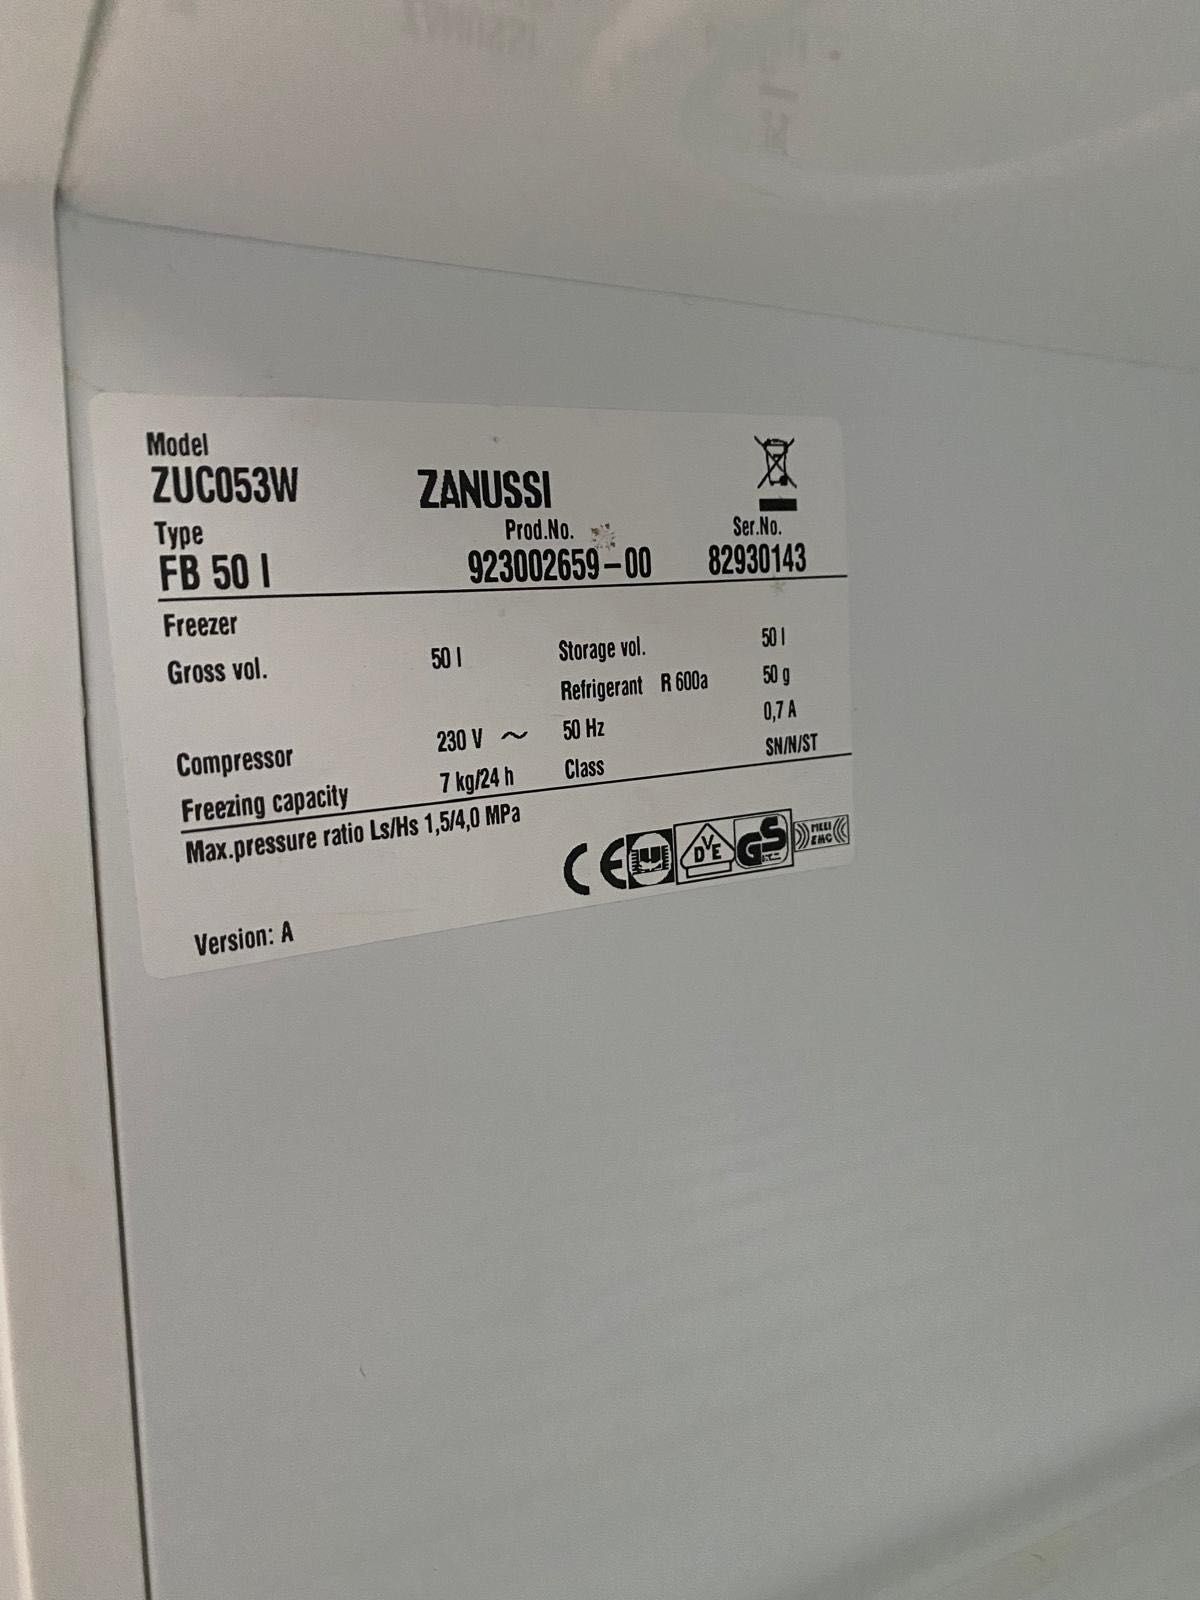 Model
ZUC053W ZANUSSI
Type Prod.No. Ser.No.
FB 50 l 923002659-00 82930143
Freezer
Gross vol. 50 l Storage vol. 50 l
Refrigerant R 600a 50 g
Compressor 230 V ~ 50 Hz 0,7 A
Freezing capacity 7 kg/24 h Class SN/N/ST
Max.pressure ratio Ls/Hs 1,5/4,0 MPa
CE DVE GS EMC
Version: A